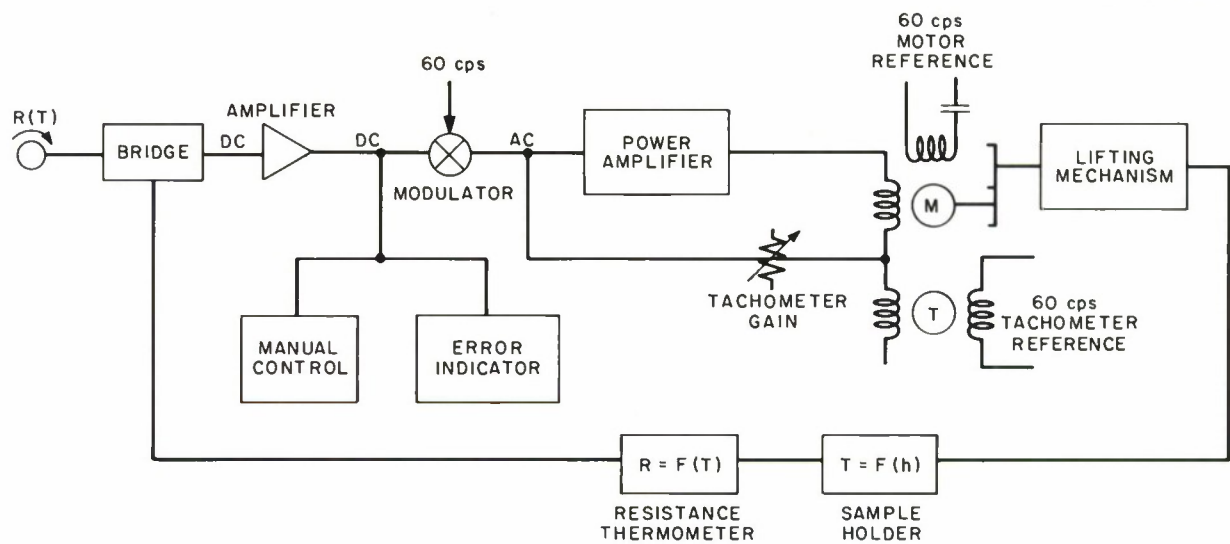 60 cps
MOTOR
REFERENCE
60 cps
R(T)
AMPLIFIER
BRIDGE
DC
DC
AC
MODULATOR
POWER
AMPLIFIER
M
LIFTING
MECHANISM
TACHOMETER
GAIN
T
60 cps
TACHOMETER
REFERENCE
MANUAL
CONTROL
ERROR
INDICATOR
R = F(T)
T = F(h)
RESISTANCE
THERMOMETER
SAMPLE
HOLDER